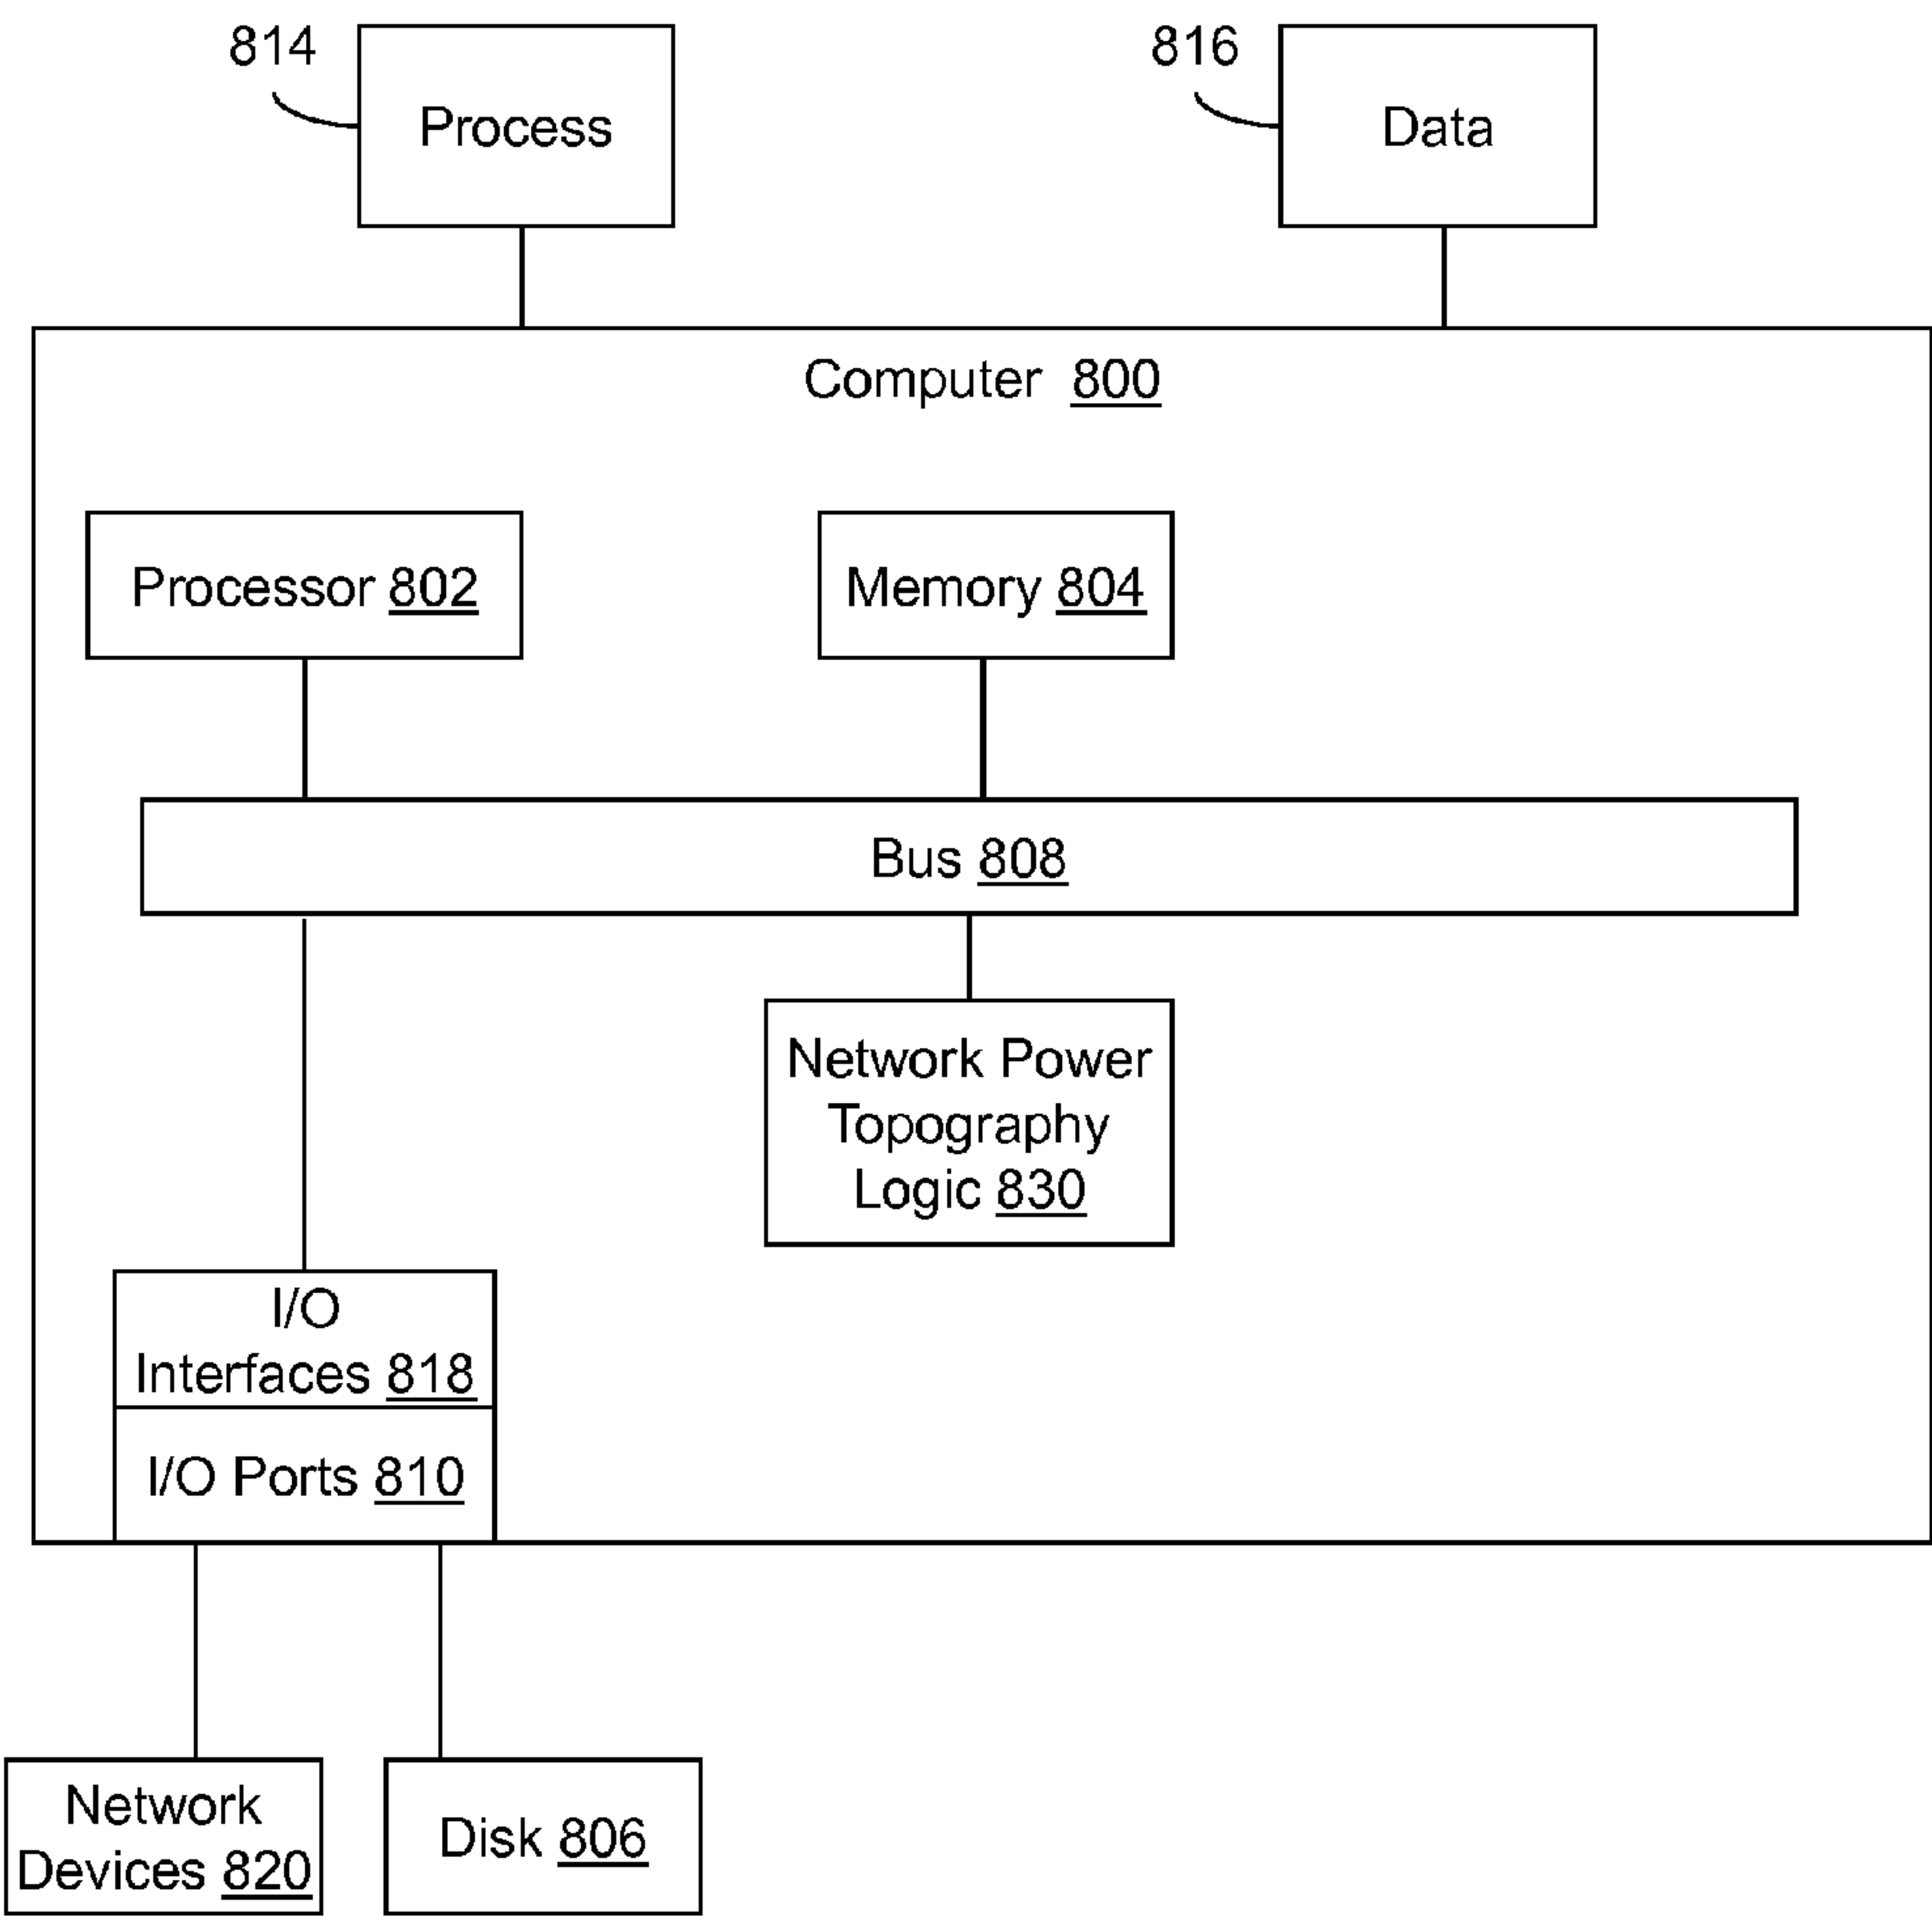 814
Process
816
Data
Computer 800
Processor 802
Memory 804
Bus 808
Network Power
Topography
Logic 830
I/O
Interfaces 818
I/O Ports 810
Network
Devices 820
Disk 806